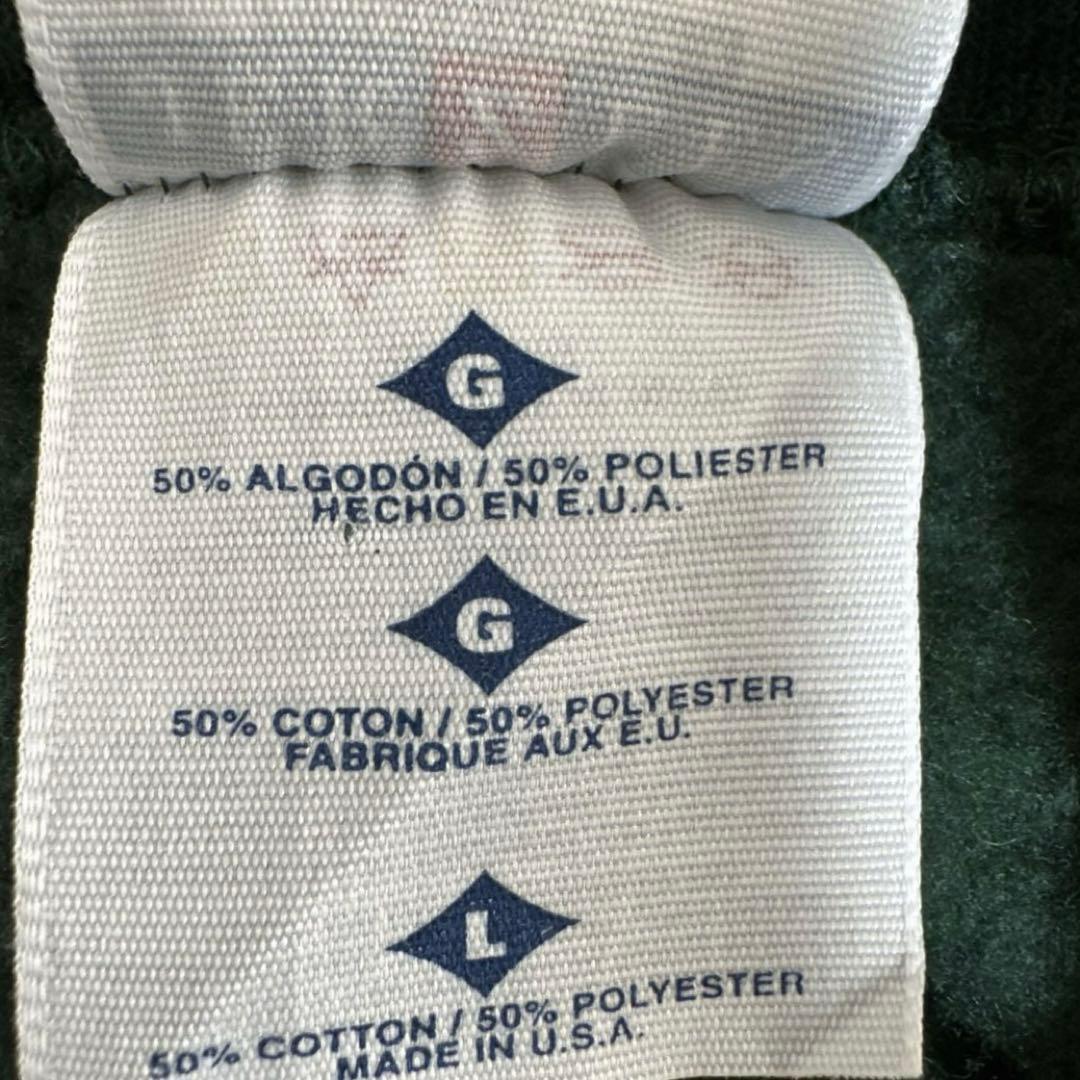 G
50% ALGODÓN / 50% POLIESTER
HECHO EN E.U.A.
G
50% COTON / 50% POLYESTER
FABRIQUE AUX E.U.
L
50% COTTON / 50% POLYESTER
MADE IN U.S.A.